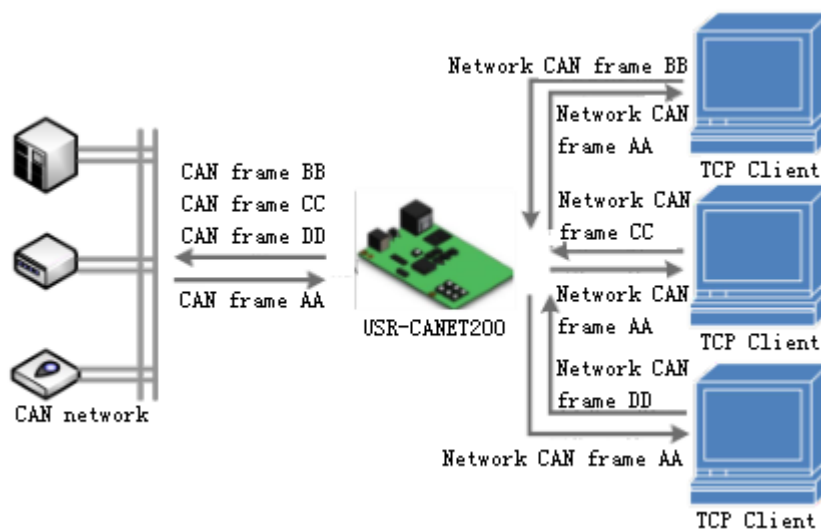 Network CAN frame BB
Network CAN
frame AA
TCP Client
CAN frame BB
CAN frame CC
CAN frame DD
CAN frame AA
USR-CANET200
Network CAN
frame CC
Network CAN
frame AA
TCP Client
Network CAN
frame DD
Network CAN frame AA
TCP Client
CAN network